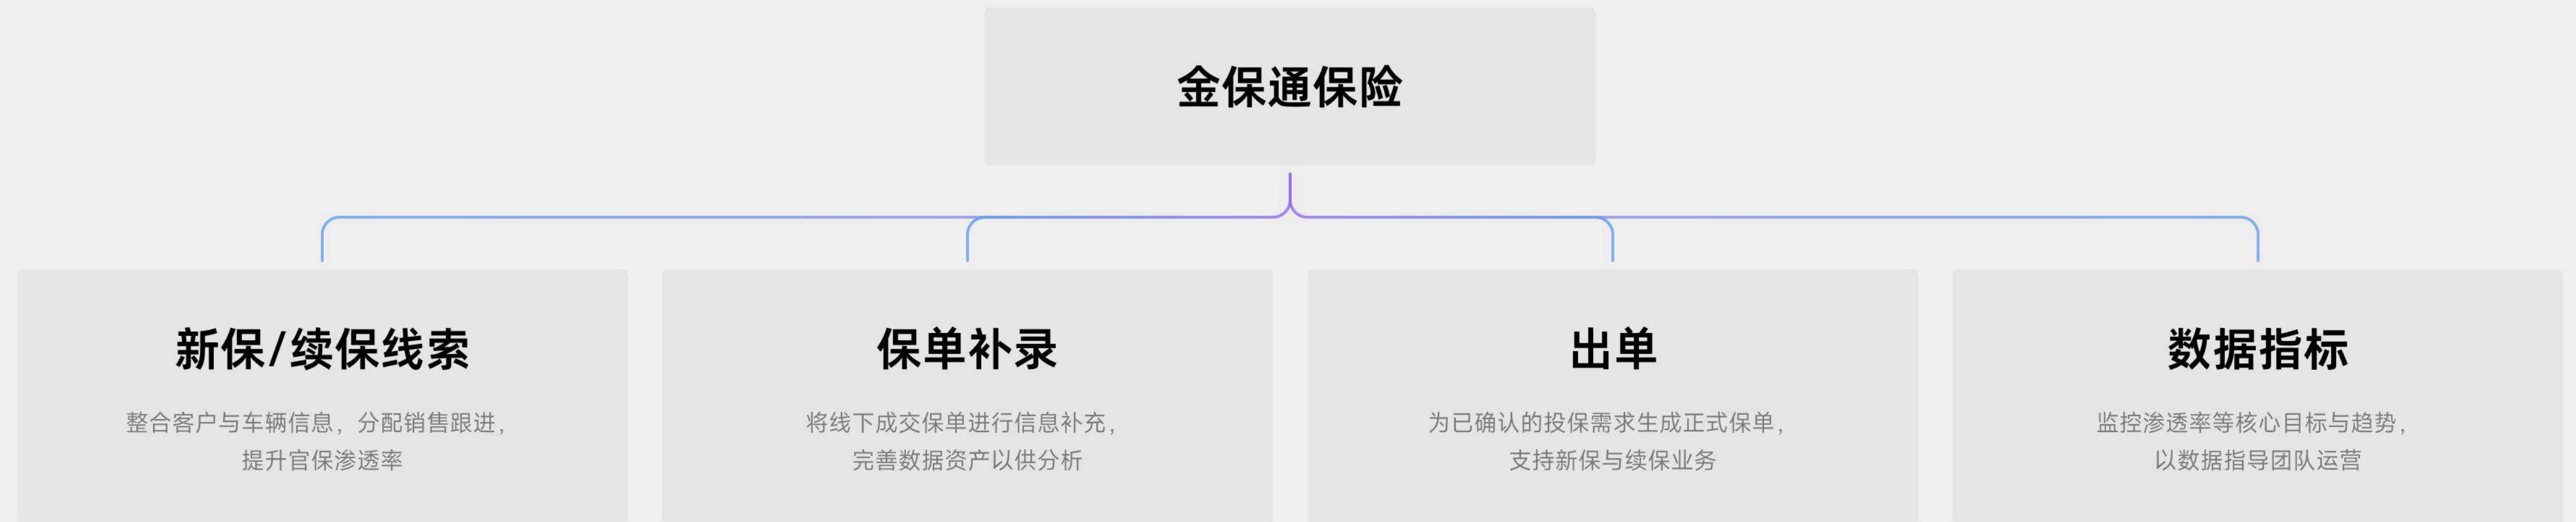 金保通保险
新保/续保线索
整合客户与车辆信息，分配销售跟进，
提升官保渗透率
保单补录
将线下成交保单进行信息补充，
完善数据资产以供分析
出单
为已确认的投保需求生成正式保单，
支持新保与续保业务
数据指标
监控渗透率等核心目标与趋势，
以数据指导团队运营